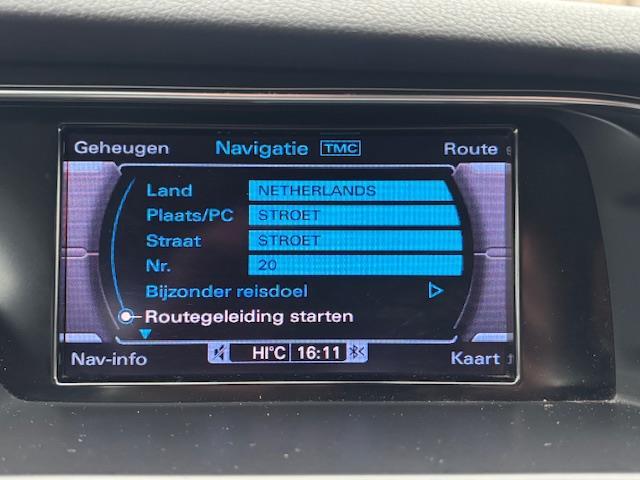 Geheugen Navigatie TMC Route
Land NETHERLANDS
Plaats/PC STROET
Straat STROET
Nr. 20
Bijzonder reisdoel
Routegeleiding starten
Nav-info HI°C 16:11 Kaart